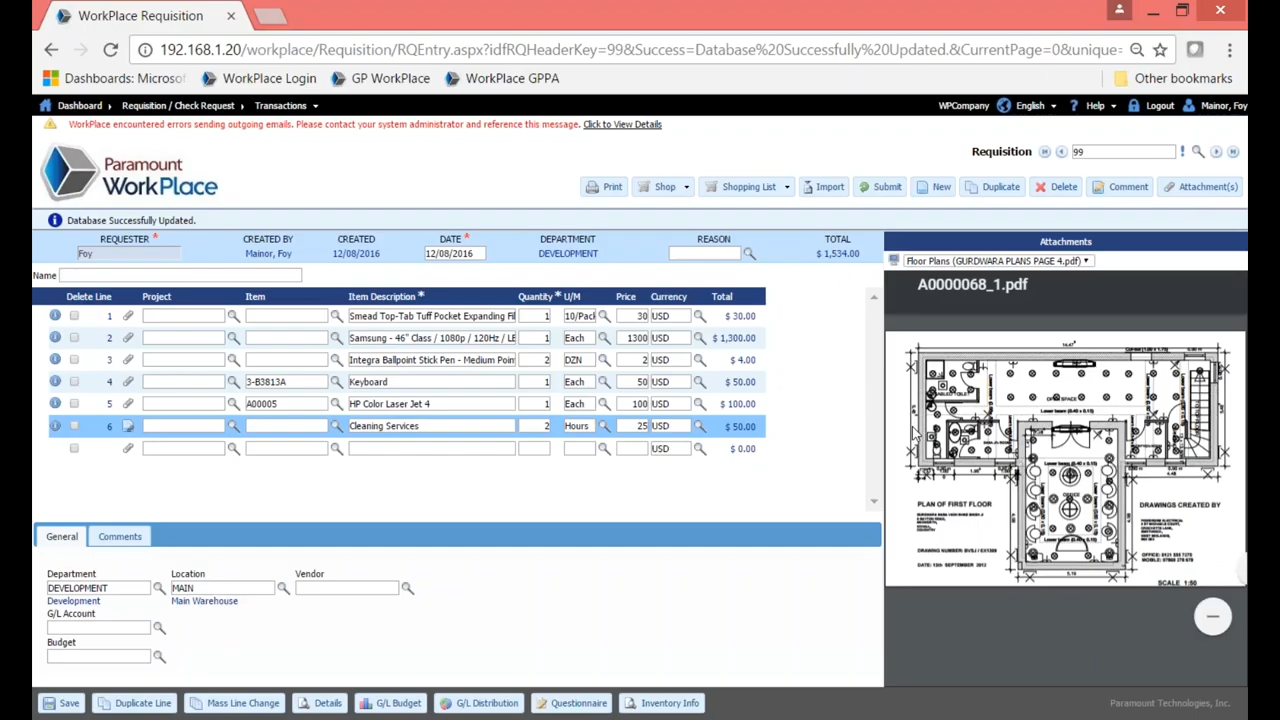 WorkPlace Requisition
192.168.1.20/workplace/Requisition/RQEntry.aspx?idfRQHeaderKey=99&Success=Database%20Successfully%20Updated.&CurrentPage=0&unique=
Dashboards: Microsof WorkPlace Login GP WorkPlace WorkPlace GPPA Other bookmarks
Dashboard Requisition / Check Request Transactions WPCompany English Help Logout Mainor, Foy
WorkPlace encountered errors sending outgoing emails. Please contact your system administrator and reference this message. Click to View Details
Paramount
WorkPlace
Requisition 99
Print Shop Shopping List Import Submit New Duplicate Delete Comment Attachment(s)
Database Successfully Updated.
REQUESTER * CREATED BY CREATED DATE * DEPARTMENT REASON TOTAL
Foy Mainor, Foy 12/08/2016 12/08/2016 DEVELOPMENT $ 1,534.00
Name
Delete Line Project Item Item Description * Quantity * U/M Price Currency Total
1 Smead Top-Tab Tuff Pocket Expanding Fil 1 10/Pack 30 USD $ 30.00
2 Samsung - 46" Class / 1080p / 120Hz / LE 1 Each 1300 USD $ 1,300.00
3 Integra Ballpoint Stick Pen - Medium Poin 2 DZN 2 USD $ 4.00
4 3-B3813A Keyboard 1 Each 50 USD $ 50.00
5 A00005 HP Color Laser Jet 4 1 Each 100 USD $ 100.00
6 Cleaning Services 2 Hours 25 USD $ 50.00
USD $ 0.00
General Comments
Department Location Vendor
DEVELOPMENT MAIN
Development Main Warehouse
G/L Account
Budget
Save Duplicate Line Mass Line Change Details G/L Budget G/L Distribution Questionnaire Inventory Info
Paramount Technologies, Inc.
Attachments
Floor Plans (GURDWARA PLANS PAGE 4.pdf)
A0000068_1.pdf
OPEN SPACE
OFFICE
PLAN OF FIRST FLOOR
DRAWING NUMBER: BVSJ / EX1289
DATE: 13th SEPTEMBER 2012
DRAWINGS CREATED BY
SCALE 1:50